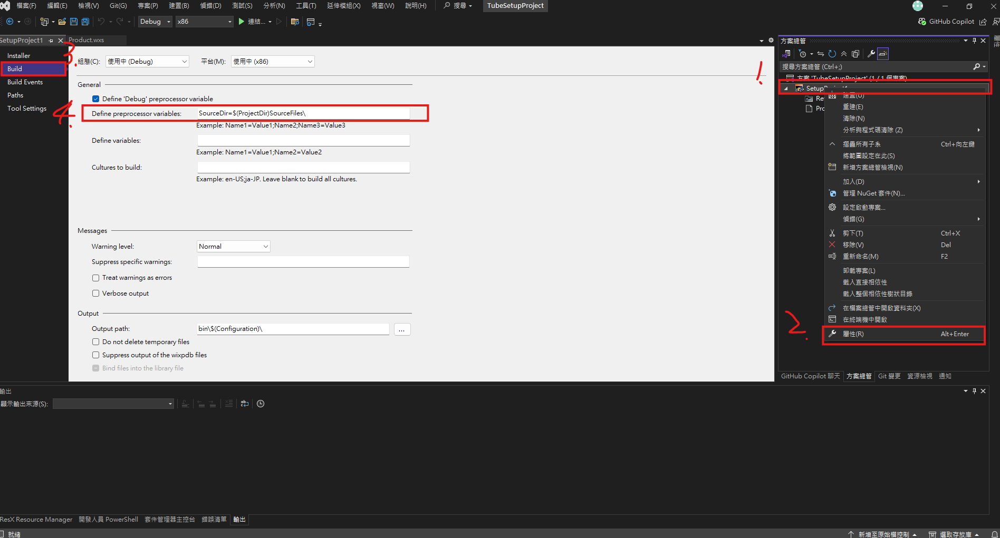 檔案(F) 編輯(E) 檢視(V) Git(G) 專案(P) 建置(B) 偵錯(D) 測試(S) 分析(N) 工具(T) 延伸模組(X) 視窗(W) 說明(H) 搜尋 TubeSetupProject
Debug x86 連結... GitHub Copilot
SetupProject1 Product.wxs
3.
Installer
Build
Build Events
Paths
Tool Settings
4.
組態(C): 使用中 (Debug) 平台(M): 使用中 (x86)
General
Define 'Debug' preprocessor variable
Define preprocessor variables: SourceDir=$(ProjectDir)SourceFiles\
Example: Name1=Value1;Name2;Name3=Value3
Define variables:
Example: Name1=Value1;Name2=Value2
Cultures to build:
Example: en-US;ja-JP. Leave blank to build all cultures.
Messages
Warning level: Normal
Suppress specific warnings:
Treat warnings as errors
Verbose output
Output
Output path: bin\$(Configuration)\ ...
Do not delete temporary files
Suppress output of the wixpdb files
Bind files into the library file
1.
方案總管
搜尋方案總管 (Ctrl+;)
方案 'TubeSetupProject' (1 / 1 個專案)
Setup
Re
Pro
建置(U)
重建(E)
清除(N)
分析與程式碼清除 (Z)
摺疊所有子系 Ctrl+向左鍵
將範圍設定在此(S)
新增方案總管檢視(N)
加入(D)
管理 NuGet 套件(N)...
設定啟動專案...
偵錯(G)
剪下(T) Ctrl+X
移除(V) Del
重新命名(M) F2
卸載專案(L)
載入直接相依性
載入整個相依性樹狀目錄
在檔案總管中開啟資料夾(X)
在終端機中開啟
2.
屬性(R) Alt+Enter
GitHub Copilot 聊天 方案總管 Git 變更 資源檢視 通知
輸出
顯示輸出來源(S):
ResX Resource Manager 開發人員 PowerShell 套件管理器主控台 錯誤清單 輸出
就緒 新增至原始檔控制 選取存放庫